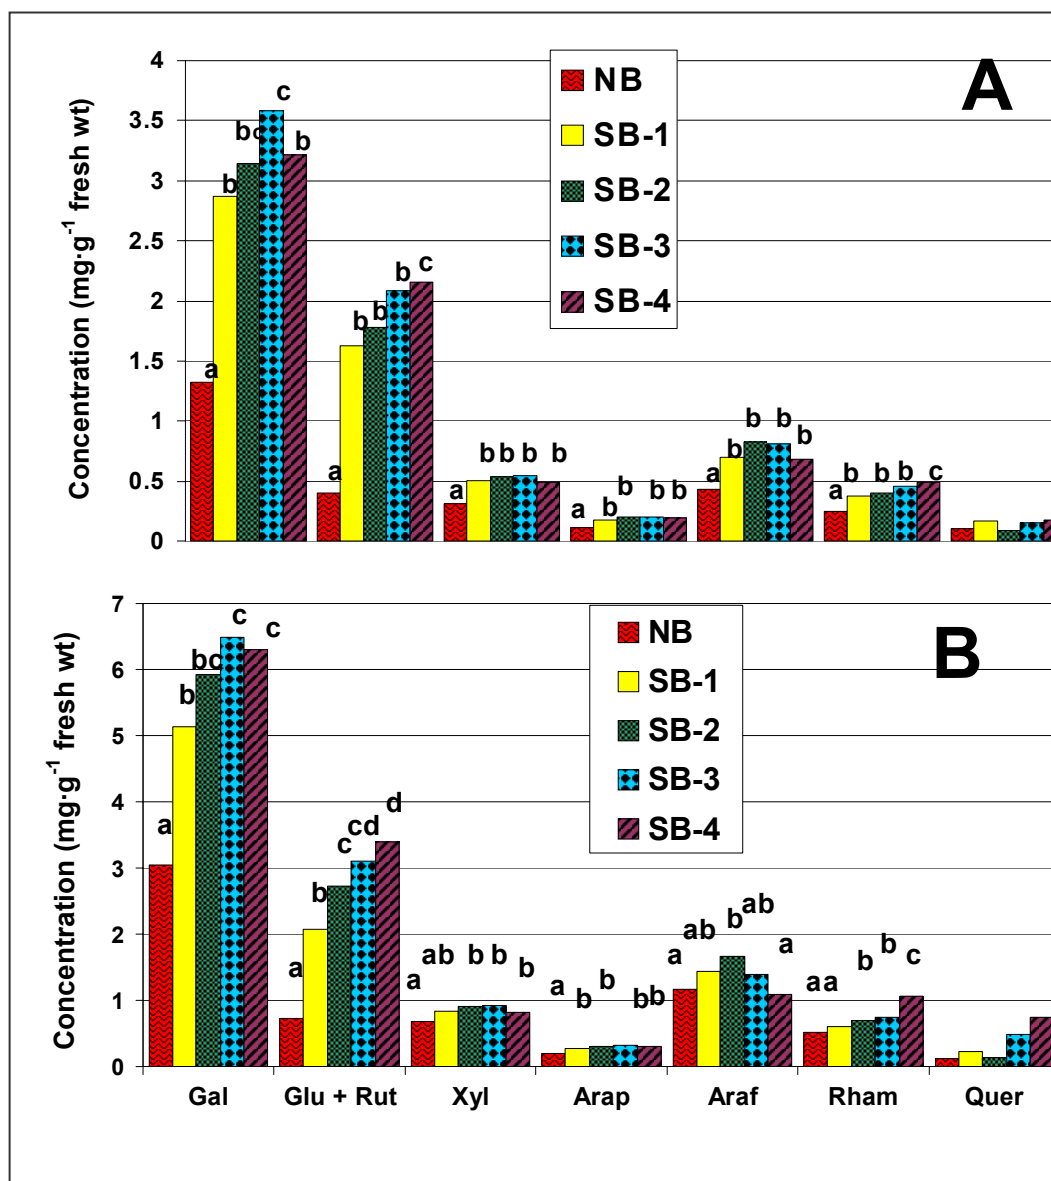 A
Concentration (mg·g-1 fresh wt)
4
3.5
3
2.5
2
1.5
1
0.5
0
NB
SB-1
SB-2
SB-3
SB-4
a b bc c b
a b b b c
a b b b b
a b b b b
a b b b b
a b b b c
B
Concentration (mg·g-1 fresh wt)
7
6
5
4
3
2
1
0
NB
SB-1
SB-2
SB-3
SB-4
a b bc c c
a b c cd d
a ab b b b
a b b b b
a ab b ab a
a a b b c
Gal Glu + Rut Xyl Arap Araf Rham Quer